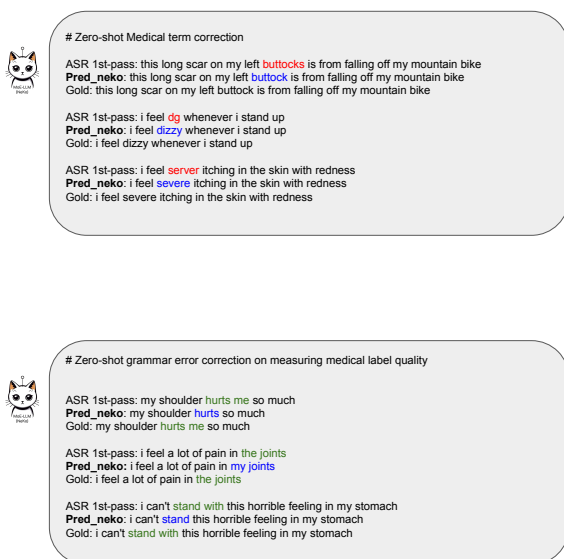 # Zero-shot Medical term correction
ASR 1st-pass: this long scar on my left buttocks is from falling off my mountain bike
Pred_neko: this long scar on my left buttock is from falling off my mountain bike
Gold: this long scar on my left buttock is from falling off my mountain bike
ASR 1st-pass: i feel dg whenever i stand up
Pred_neko: i feel dizzy whenever i stand up
Gold: i feel dizzy whenever i stand up
ASR 1st-pass: i feel server itching in the skin with redness
Pred_neko: i feel severe itching in the skin with redness
Gold: i feel severe itching in the skin with redness
# Zero-shot grammar error correction on measuring medical label quality
ASR 1st-pass: my shoulder hurts me so much
Pred_neko: my shoulder hurts so much
Gold: my shoulder hurts me so much
ASR 1st-pass: i feel a lot of pain in the joints
Pred_neko: i feel a lot of pain in my joints
Gold: i feel a lot of pain in the joints
ASR 1st-pass: i can't stand with this horrible feeling in my stomach
Pred_neko: i can't stand this horrible feeling in my stomach
Gold: i can't stand with this horrible feeling in my stomach